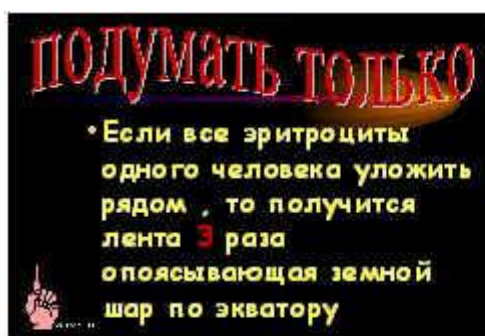 подумать только
• Если все эритроциты
одного человека уложить
рядом , то получится
лента 3 раза
опоясывающая земной
шар по экватору